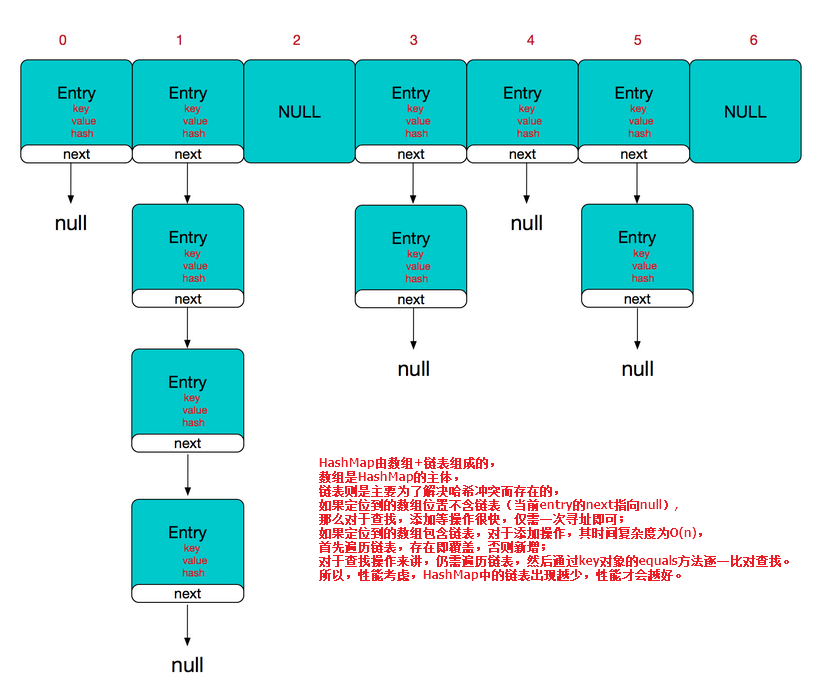 0 1 2 3 4 5 6
Entry Entry NULL Entry Entry Entry NULL
key key key key key
value value value value value
hash hash hash hash hash
next next next next next
null null
Entry Entry Entry
key key key
value value value
hash hash hash
next next next
null null
Entry
key
value
hash
next
HashMap由数组+链表组成的，
数组是HashMap的主体，
链表则是主要为了解决哈希冲突而存在的，
如果定位到的数组位置不含链表（当前entry的next指向null）,
那么对于查找，添加等操作很快，仅需一次寻址即可；
如果定位到的数组包含链表，对于添加操作，其时间复杂度为O(n)，
首先遍历链表，存在即覆盖，否则新增；
对于查找操作来讲，仍需遍历链表，然后通过key对象的equals方法逐一比对查找。
所以，性能考虑，HashMap中的链表出现越少，性能才会越好。
Entry
key
value
hash
next
null